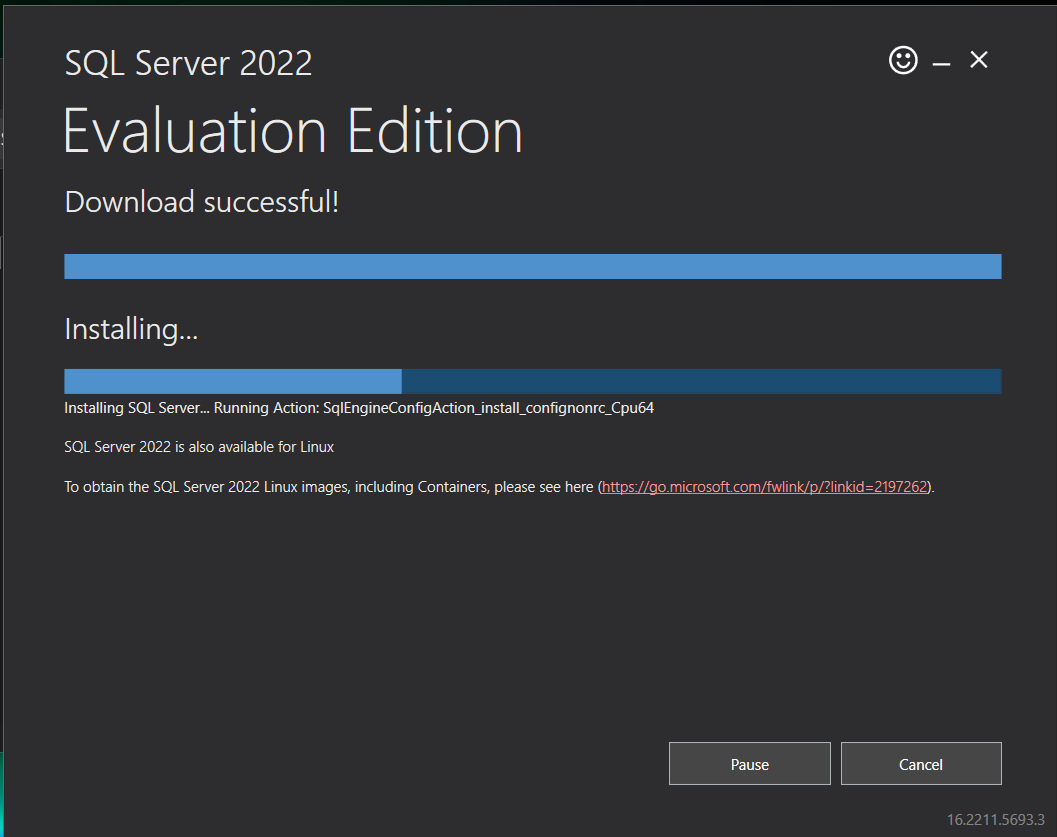 SQL Server 2022
Evaluation Edition
Download successful!
Installing...
Installing SQL Server... Running Action: SqlEngineConfigAction_install_confignonrc_Cpu64
SQL Server 2022 is also available for Linux
To obtain the SQL Server 2022 Linux images, including Containers, please see here (https://go.microsoft.com/fwlink/p/?linkid=2197262).
Pause
Cancel
16.2211.5693.3